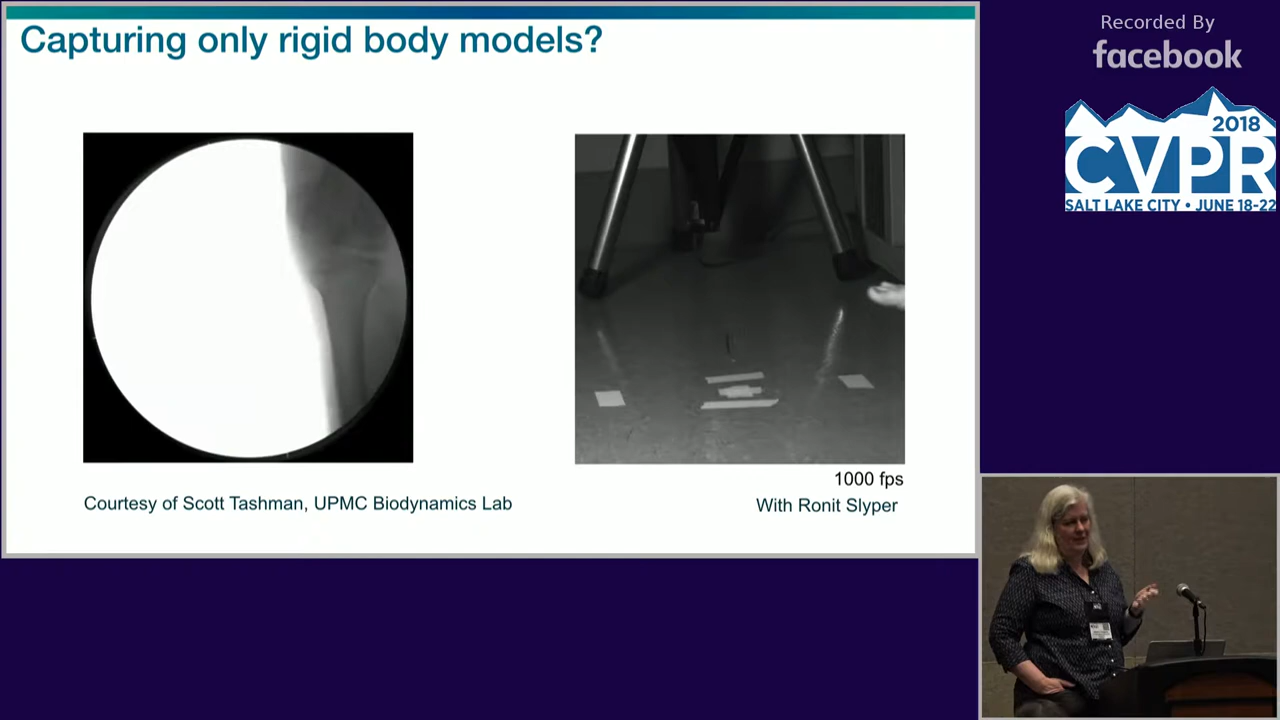 Capturing only rigid body models?
Courtesy of Scott Tashman, UPMC Biodynamics Lab
1000 fps
With Ronit Slyper
Recorded By
facebook
2018
CVPR
SALT LAKE CITY • JUNE 18-22